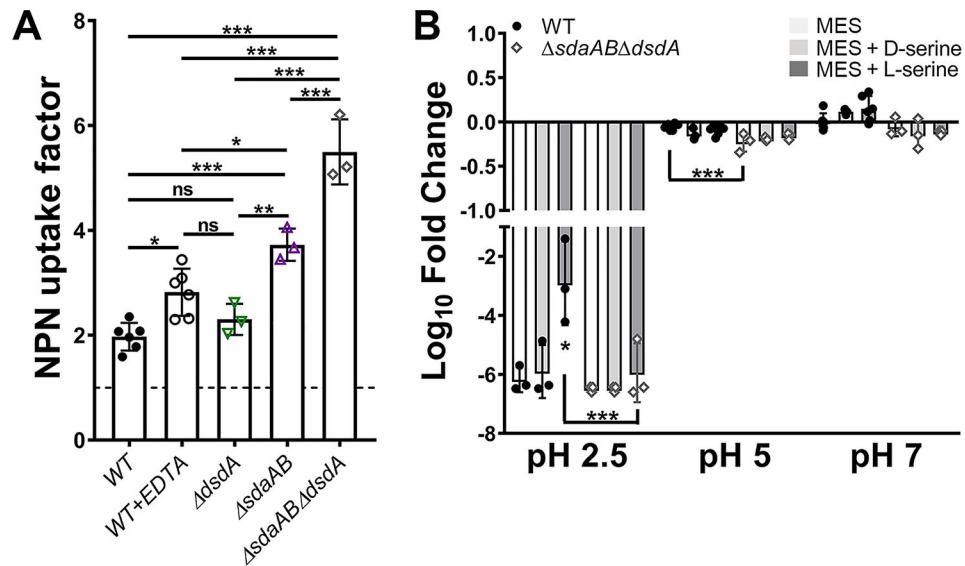 A
NPN uptake factor
8
6
4
2
0
***
***
***
***
*
***
ns
**
ns
*
WT
WT+EDTA
ΔdsdA
ΔsdaAB
ΔsdaABΔdsdA
B
WT
ΔsdaABΔdsdA
MES
MES + D-serine
MES + L-serine
Log10 Fold Change
1.0
0.5
0.0
-0.5
-1.0
-2
-4
-6
-8
***
*
***
pH 2.5
pH 5
pH 7